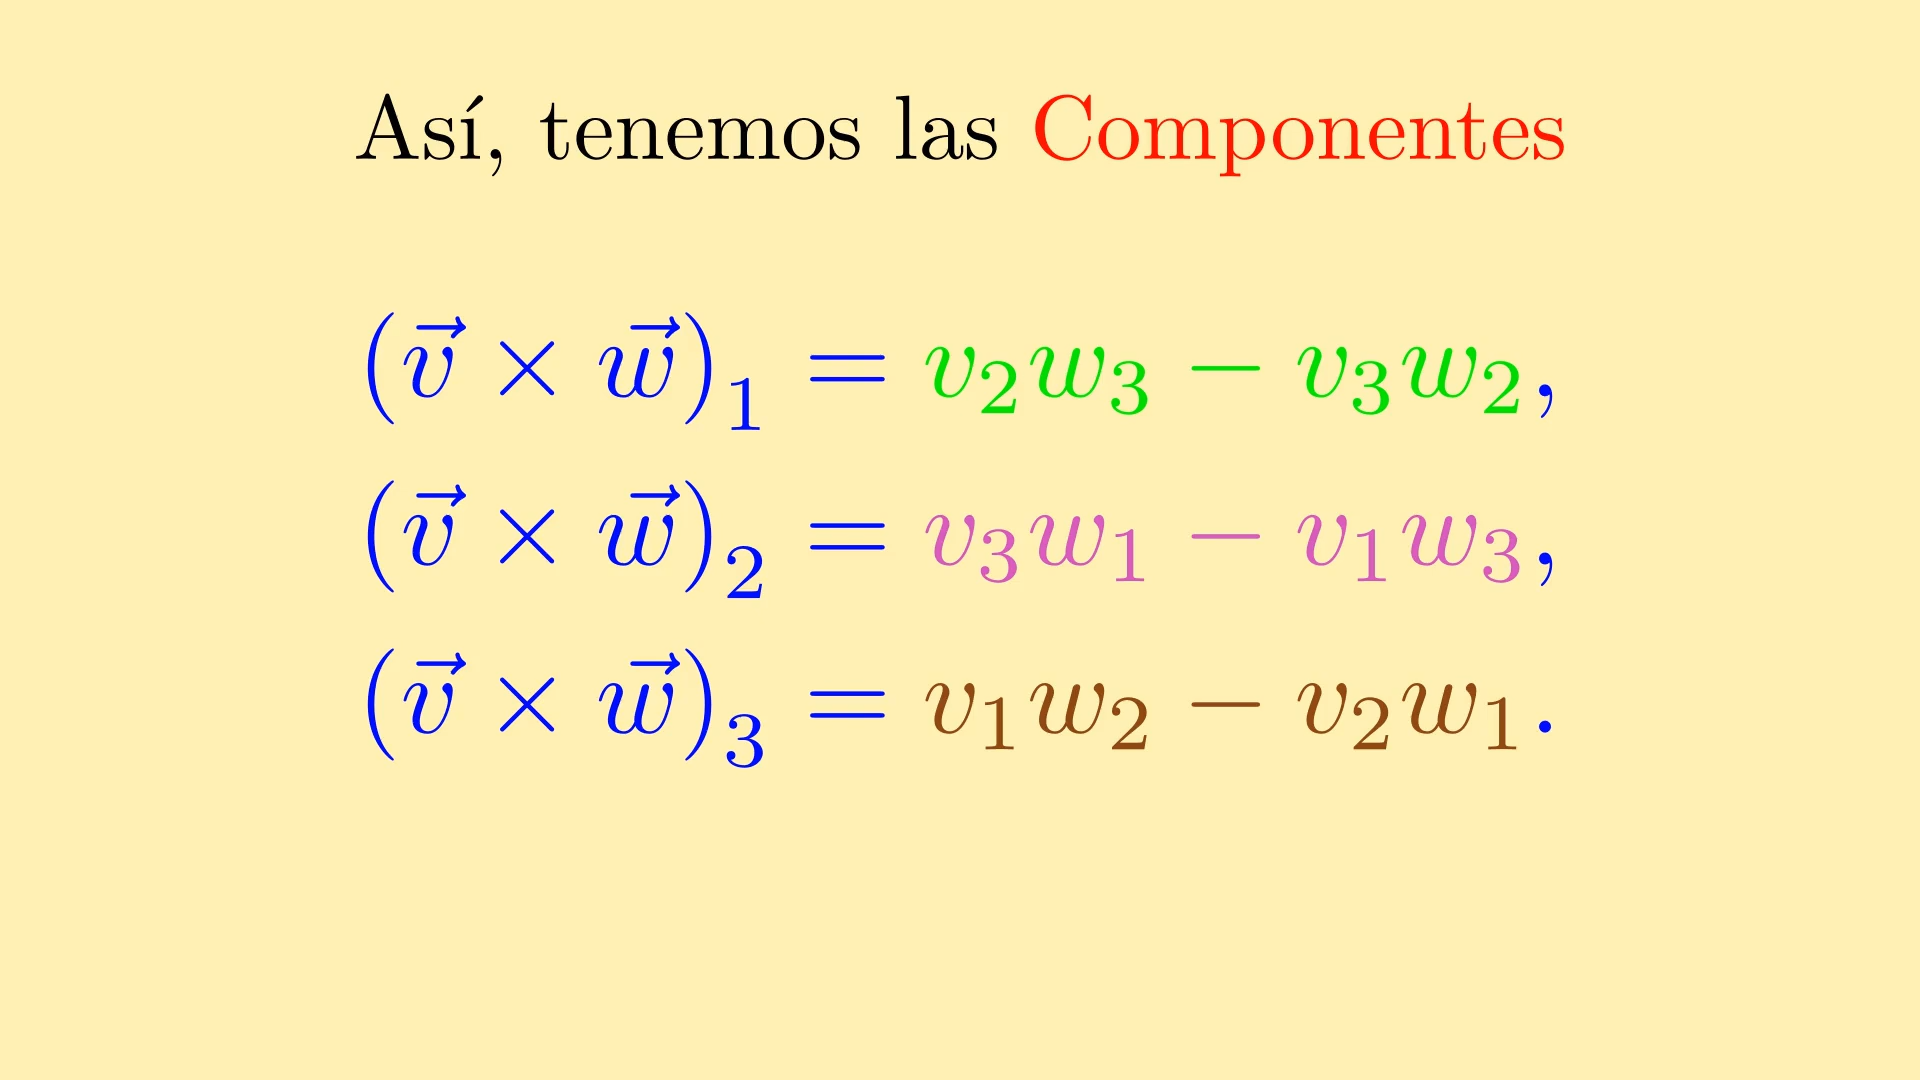 Así, tenemos las Componentes
(v⃗ × w⃗)₁ = v₂w₃ − v₃w₂,
(v⃗ × w⃗)₂ = v₃w₁ − v₁w₃,
(v⃗ × w⃗)₃ = v₁w₂ − v₂w₁.